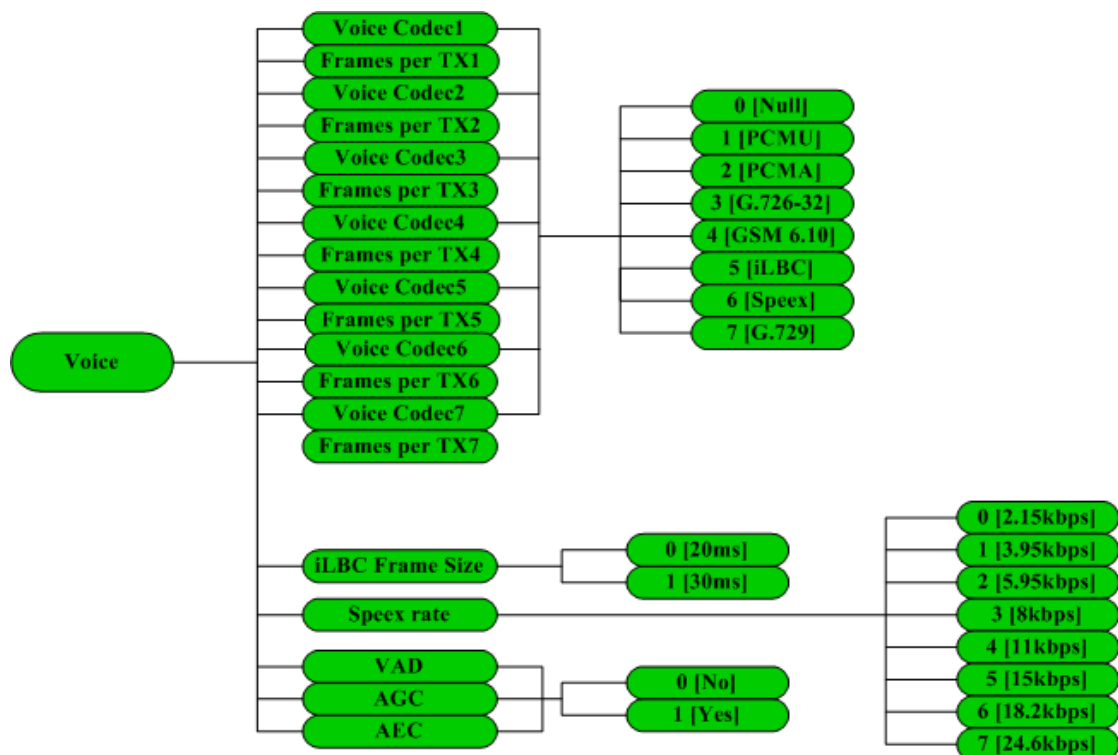 Voice
Voice Codec1
Frames per TX1
Voice Codec2
Frames per TX2
Voice Codec3
Frames per TX3
Voice Codec4
Frames per TX4
Voice Codec5
Frames per TX5
Voice Codec6
Frames per TX6
Voice Codec7
Frames per TX7
0 [Null]
1 [PCMU]
2 [PCMA]
3 [G.726-32]
4 [GSM 6.10]
5 [iLBC]
6 [Speex]
7 [G.729]
iLBC Frame Size
0 [20ms]
1 [30ms]
Speex rate
0 [2.15kbps]
1 [3.95kbps]
2 [5.95kbps]
3 [8kbps]
4 [11kbps]
5 [15kbps]
6 [18.2kbps]
7 [24.6kbps]
VAD
AGC
AEC
0 [No]
1 [Yes]